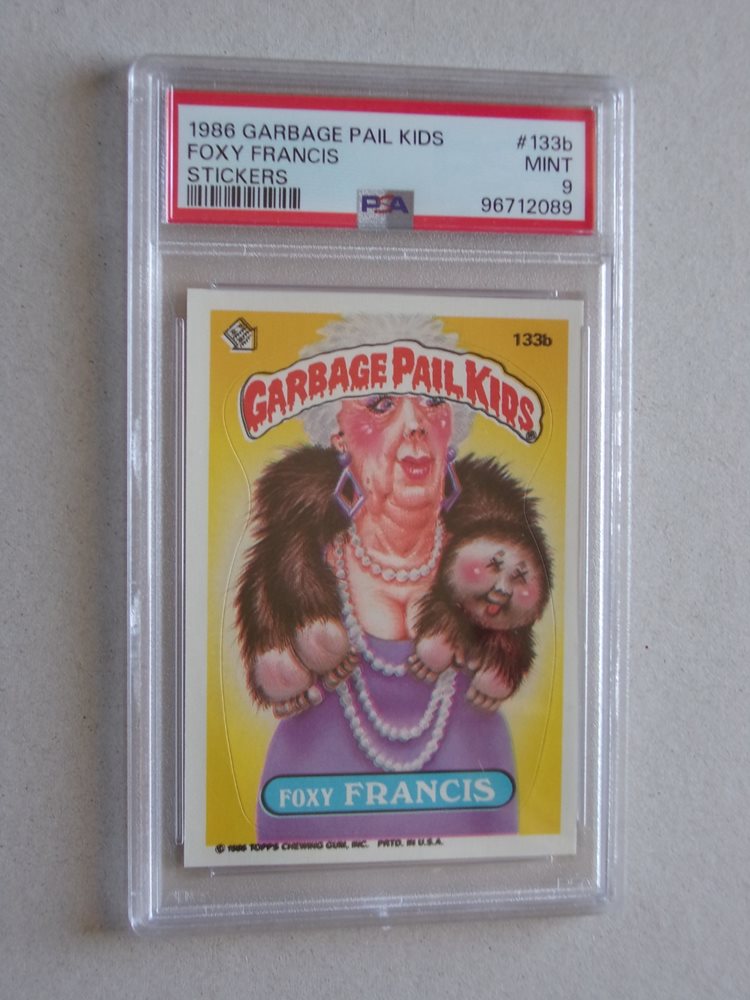 1986 GARBAGE PAIL KIDS #133b
FOXY FRANCIS MINT
STICKERS 9
PSA 96712089
133b
GARBAGE PAIL KIDS
FOXY FRANCIS
© 1986 TOPPS CHEWING GUM, INC. PRTD. IN U.S.A.